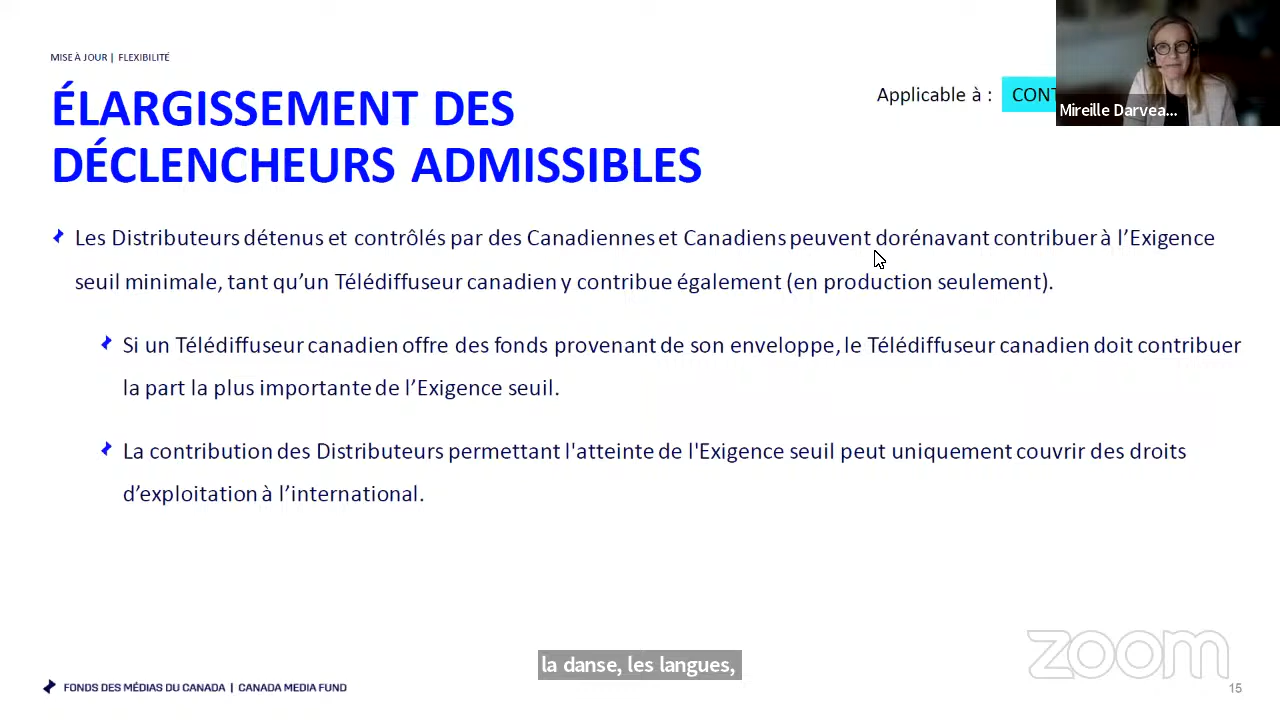 MISE À JOUR | FLEXIBILITÉ
ÉLARGISSEMENT DES
DÉCLENCHEURS ADMISSIBLES
Applicable à :
Mireille Darvea...
Les Distributeurs détenus et contrôlés par des Canadiennes et Canadiens peuvent dorénavant contribuer à l’Exigence
seuil minimale, tant qu’un Télédiffuseur canadien y contribue également (en production seulement).
Si un Télédiffuseur canadien offre des fonds provenant de son enveloppe, le Télédiffuseur canadien doit contribuer
la part la plus importante de l’Exigence seuil.
La contribution des Distributeurs permettant l'atteinte de l'Exigence seuil peut uniquement couvrir des droits
d’exploitation à l’international.
la danse, les langues,
zoom
FONDS DES MÉDIAS DU CANADA | CANADA MEDIA FUND
15